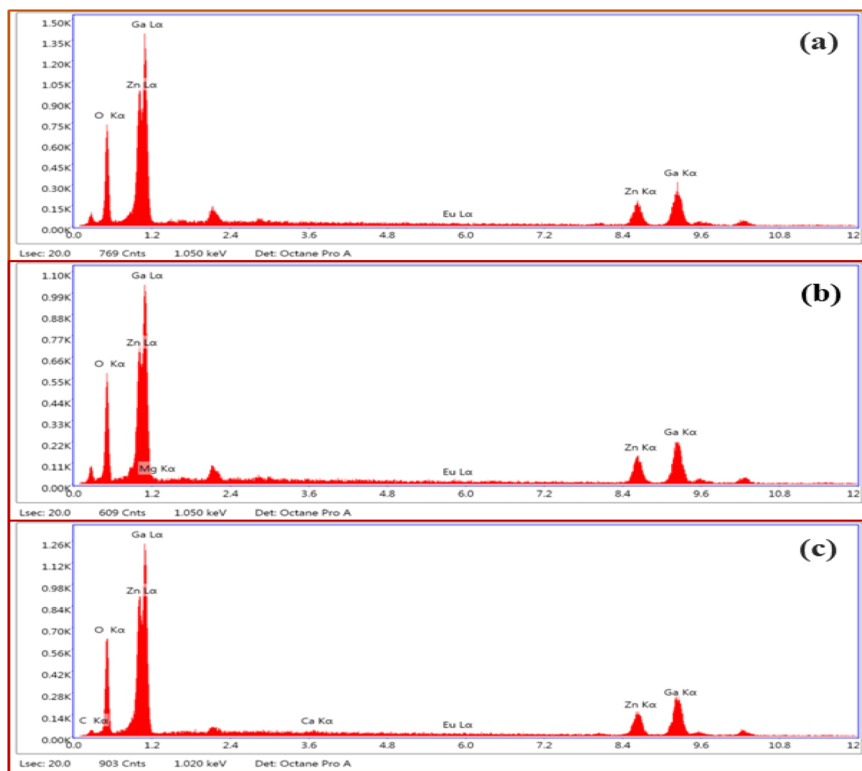 1.50K
Ga Lα
1.35K
(a)
1.20K
1.05K
Zn Lα
0.90K
O Kα
0.75K
0.60K
0.45K
0.30K
Ga Kα
Zn Kα
0.15K
Eu Lα
0.00K
0.0 1.2 2.4 3.6 4.8 6.0 7.2 8.4 9.6 10.8 12
Lsec: 20.0 769 Cnts 1.050 keV Det: Octane Pro A
1.10K
Ga Lα
0.99K
(b)
0.88K
0.77K
Zn Lα
0.66K
O Kα
0.55K
0.44K
0.33K
Ga Kα
0.22K
Zn Kα
0.11K
Mg Kα
Eu Lα
0.00K
0.0 1.2 2.4 3.6 4.8 6.0 7.2 8.4 9.6 10.8 12
Lsec: 20.0 609 Cnts 1.050 keV Det: Octane Pro A
Ga Lα
1.26K
(c)
1.12K
0.98K
Zn Lα
0.84K
0.70K
O Kα
0.56K
0.42K
Ga Kα
0.28K
Zn Kα
0.14K
C Kα
Ca Kα
Eu Lα
0.00K
0.0 1.2 2.4 3.6 4.8 6.0 7.2 8.4 9.6 10.8 12
Lsec: 20.0 903 Cnts 1.020 keV Det: Octane Pro A